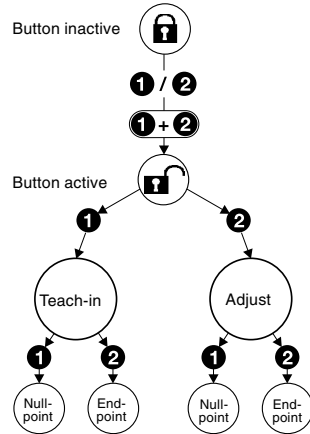 Button inactive
1 / 2
1 + 2
Button active
1 2
Teach-in Adjust
1 2 1 2
Null- End- Null- End-
point point point point